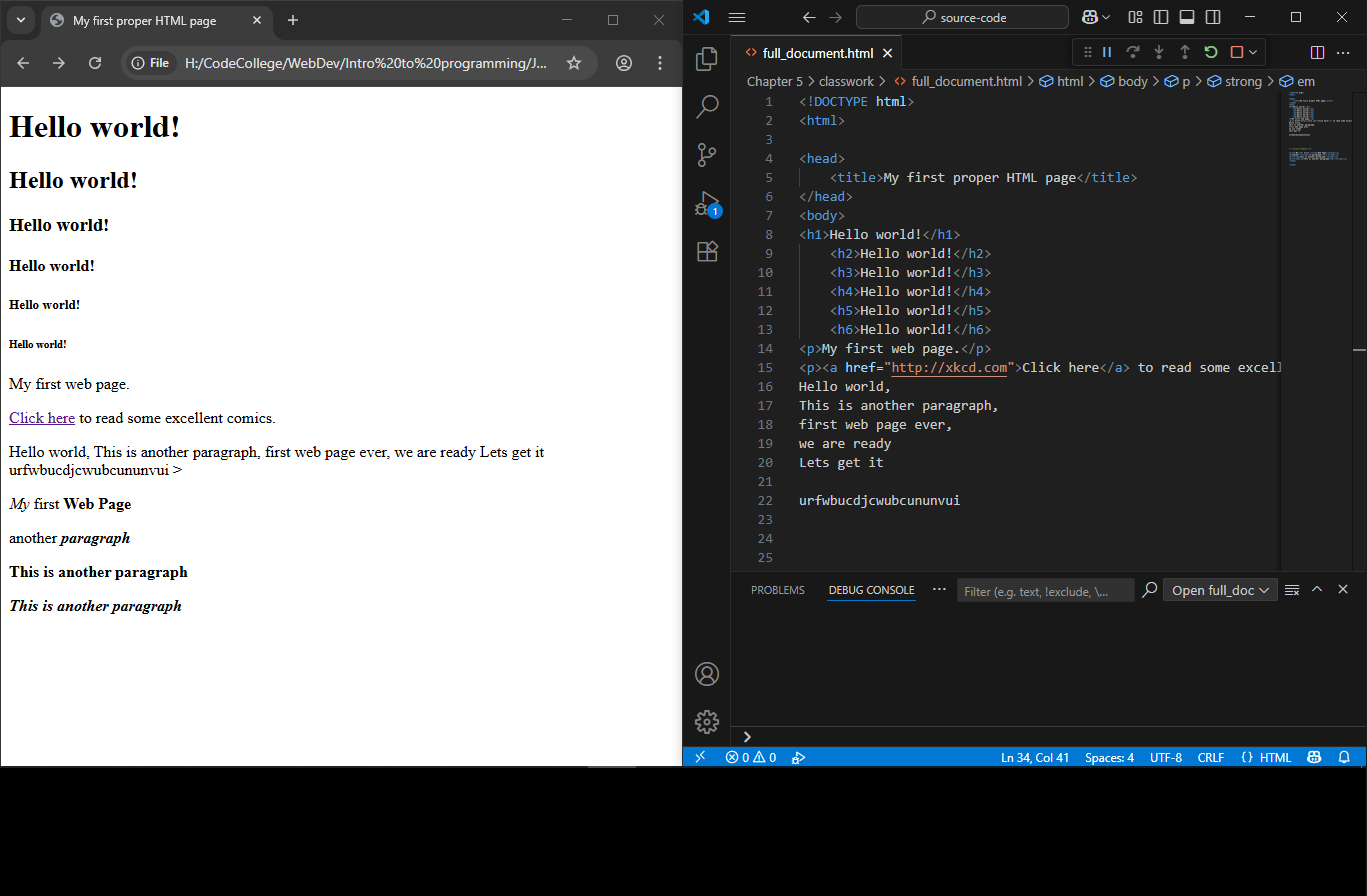 My first proper HTML page
File
H:/CodeCollege/WebDev/Intro%20to%20programming/J...
Hello world!
Hello world!
Hello world!
Hello world!
Hello world!
Hello world!
My first web page.
Click here to read some excellent comics.
Hello world, This is another paragraph, first web page ever, we are ready Lets get it
urfwbucdjcwubcununvui >
My first Web Page
another paragraph
This is another paragraph
This is another paragraph
source-code
full_document.html
Chapter 5 > classwork > full_document.html > html > body > p > strong > em
1 <!DOCTYPE html>
2 <html>
3
4 <head>
5 <title>My first proper HTML page</title>
6 </head>
7 <body>
8 <h1>Hello world!</h1>
9 <h2>Hello world!</h2>
10 <h3>Hello world!</h3>
11 <h4>Hello world!</h4>
12 <h5>Hello world!</h5>
13 <h6>Hello world!</h6>
14 <p>My first web page.</p>
15 <p><a href="http://xkcd.com">Click here</a> to read some excell
16 Hello world,
17 This is another paragraph,
18 first web page ever,
19 we are ready
20 Lets get it
21
22 urfwbucdjcwubcununvui
23
24
25
1
PROBLEMS DEBUG CONSOLE ... Filter (e.g. text, !exclude, \... Open full_doc
>
0 0 Ln 34, Col 41 Spaces: 4 UTF-8 CRLF {} HTML